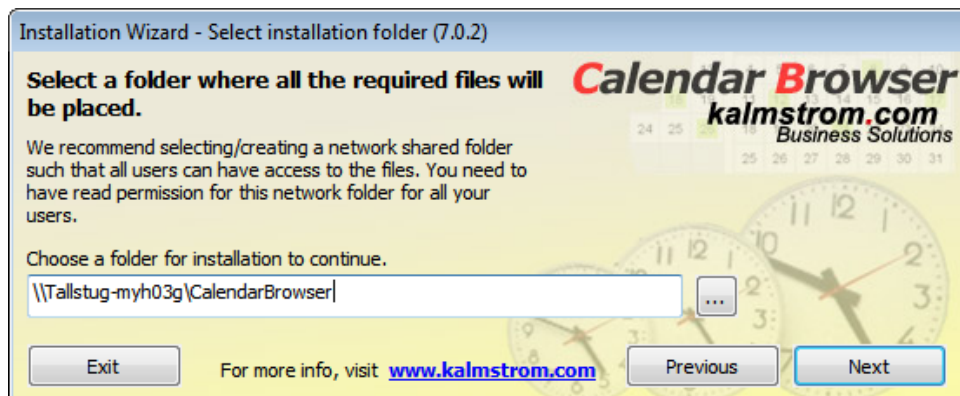 Installation Wizard - Select installation folder (7.0.2)
Calendar Browser
kalmstrom.com
Business Solutions
Select a folder where all the required files will
be placed.
We recommend selecting/creating a network shared folder
such that all users can have access to the files. You need to
have read permission for this network folder for all your
users.
Choose a folder for installation to continue.
\\Tallstug-myh03g\CalendarBrowser
...
Exit
For more info, visit www.kalmstrom.com
Previous
Next